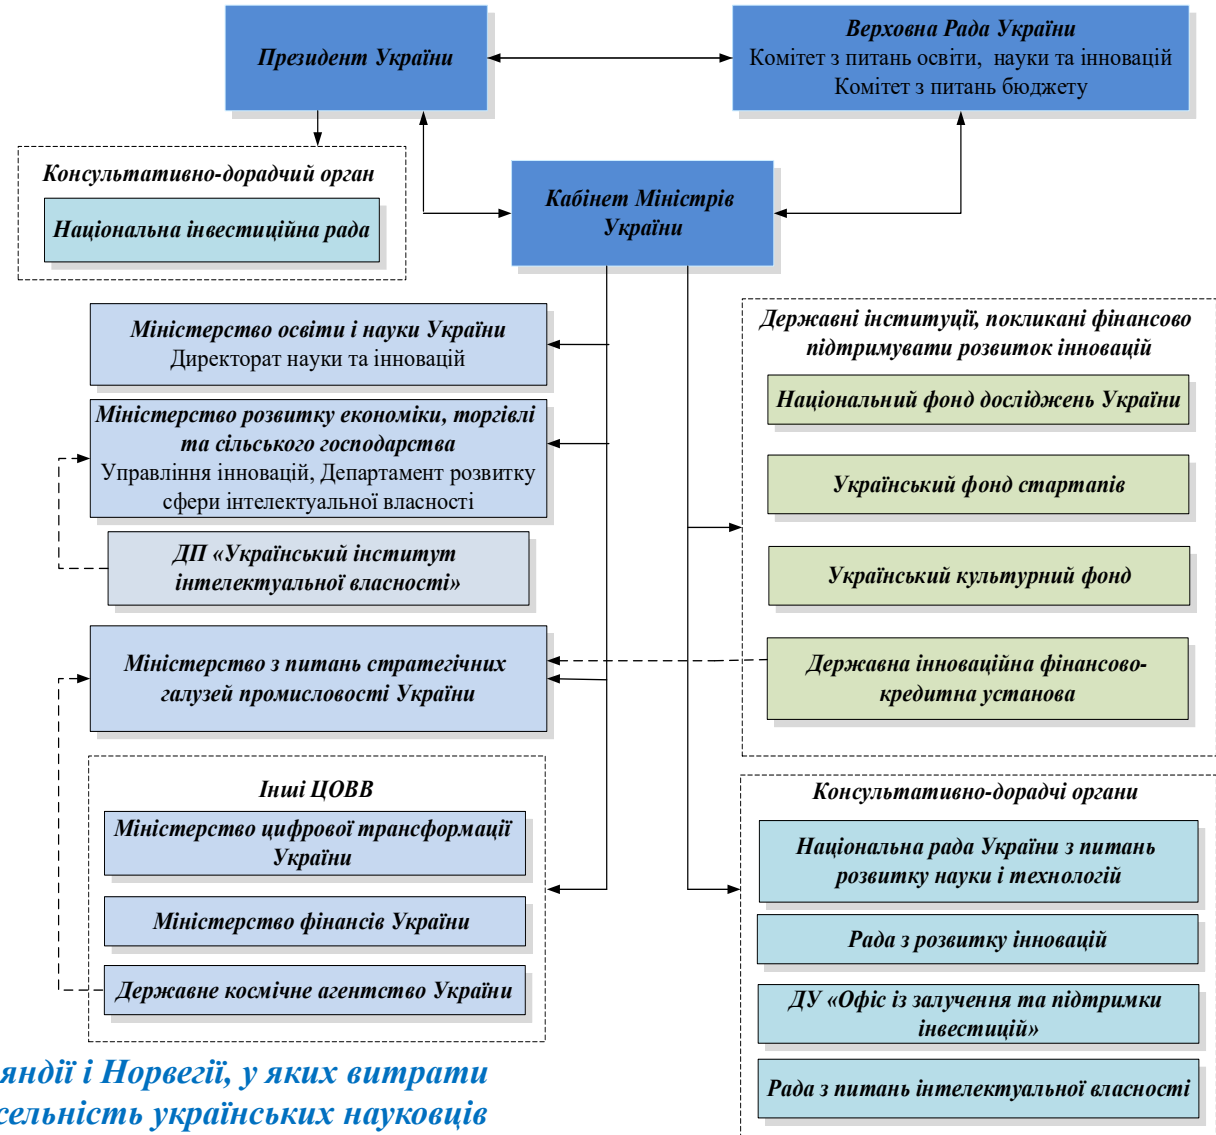 Президент України
Верховна Рада України
Комітет з питань освіти, науки та інновацій
Комітет з питань бюджету
Консультативно-дорадчий орган
Національна інвестиційна рада
Кабінет Міністрів
України
Міністерство освіти і науки України
Директорат науки та інновацій
Міністерство розвитку економіки, торгівлі
та сільського господарства
Управління інновацій, Департамент розвитку
сфери інтелектуальної власності
ДП «Український інститут
інтелектуальної власності»
Міністерство з питань стратегічних
галузей промисловості України
Інші ЦОВВ
Міністерство цифрової трансформації
України
Міністерство фінансів України
Державне космічне агентство України
Державні інституції, покликані фінансово
підтримувати розвиток інновацій
Національний фонд досліджень України
Український фонд стартапів
Український культурний фонд
Державна інноваційна фінансово-
кредитна установа
Консультативно-дорадчі органи
Національна рада України з питань
розвитку науки і технологій
Рада з розвитку інновацій
ДУ «Офіс із залучення та підтримки
інвестицій»
Рада з питань інтелектуальної власності
яндії і Норвегії, у яких витрати
сельність українських науковців